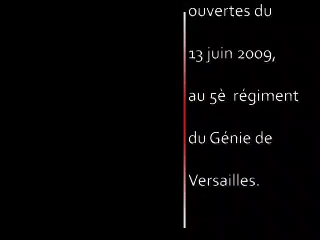 ouvertes du
13 juin 2009,
au 5è régiment
du Génie de
Versailles.